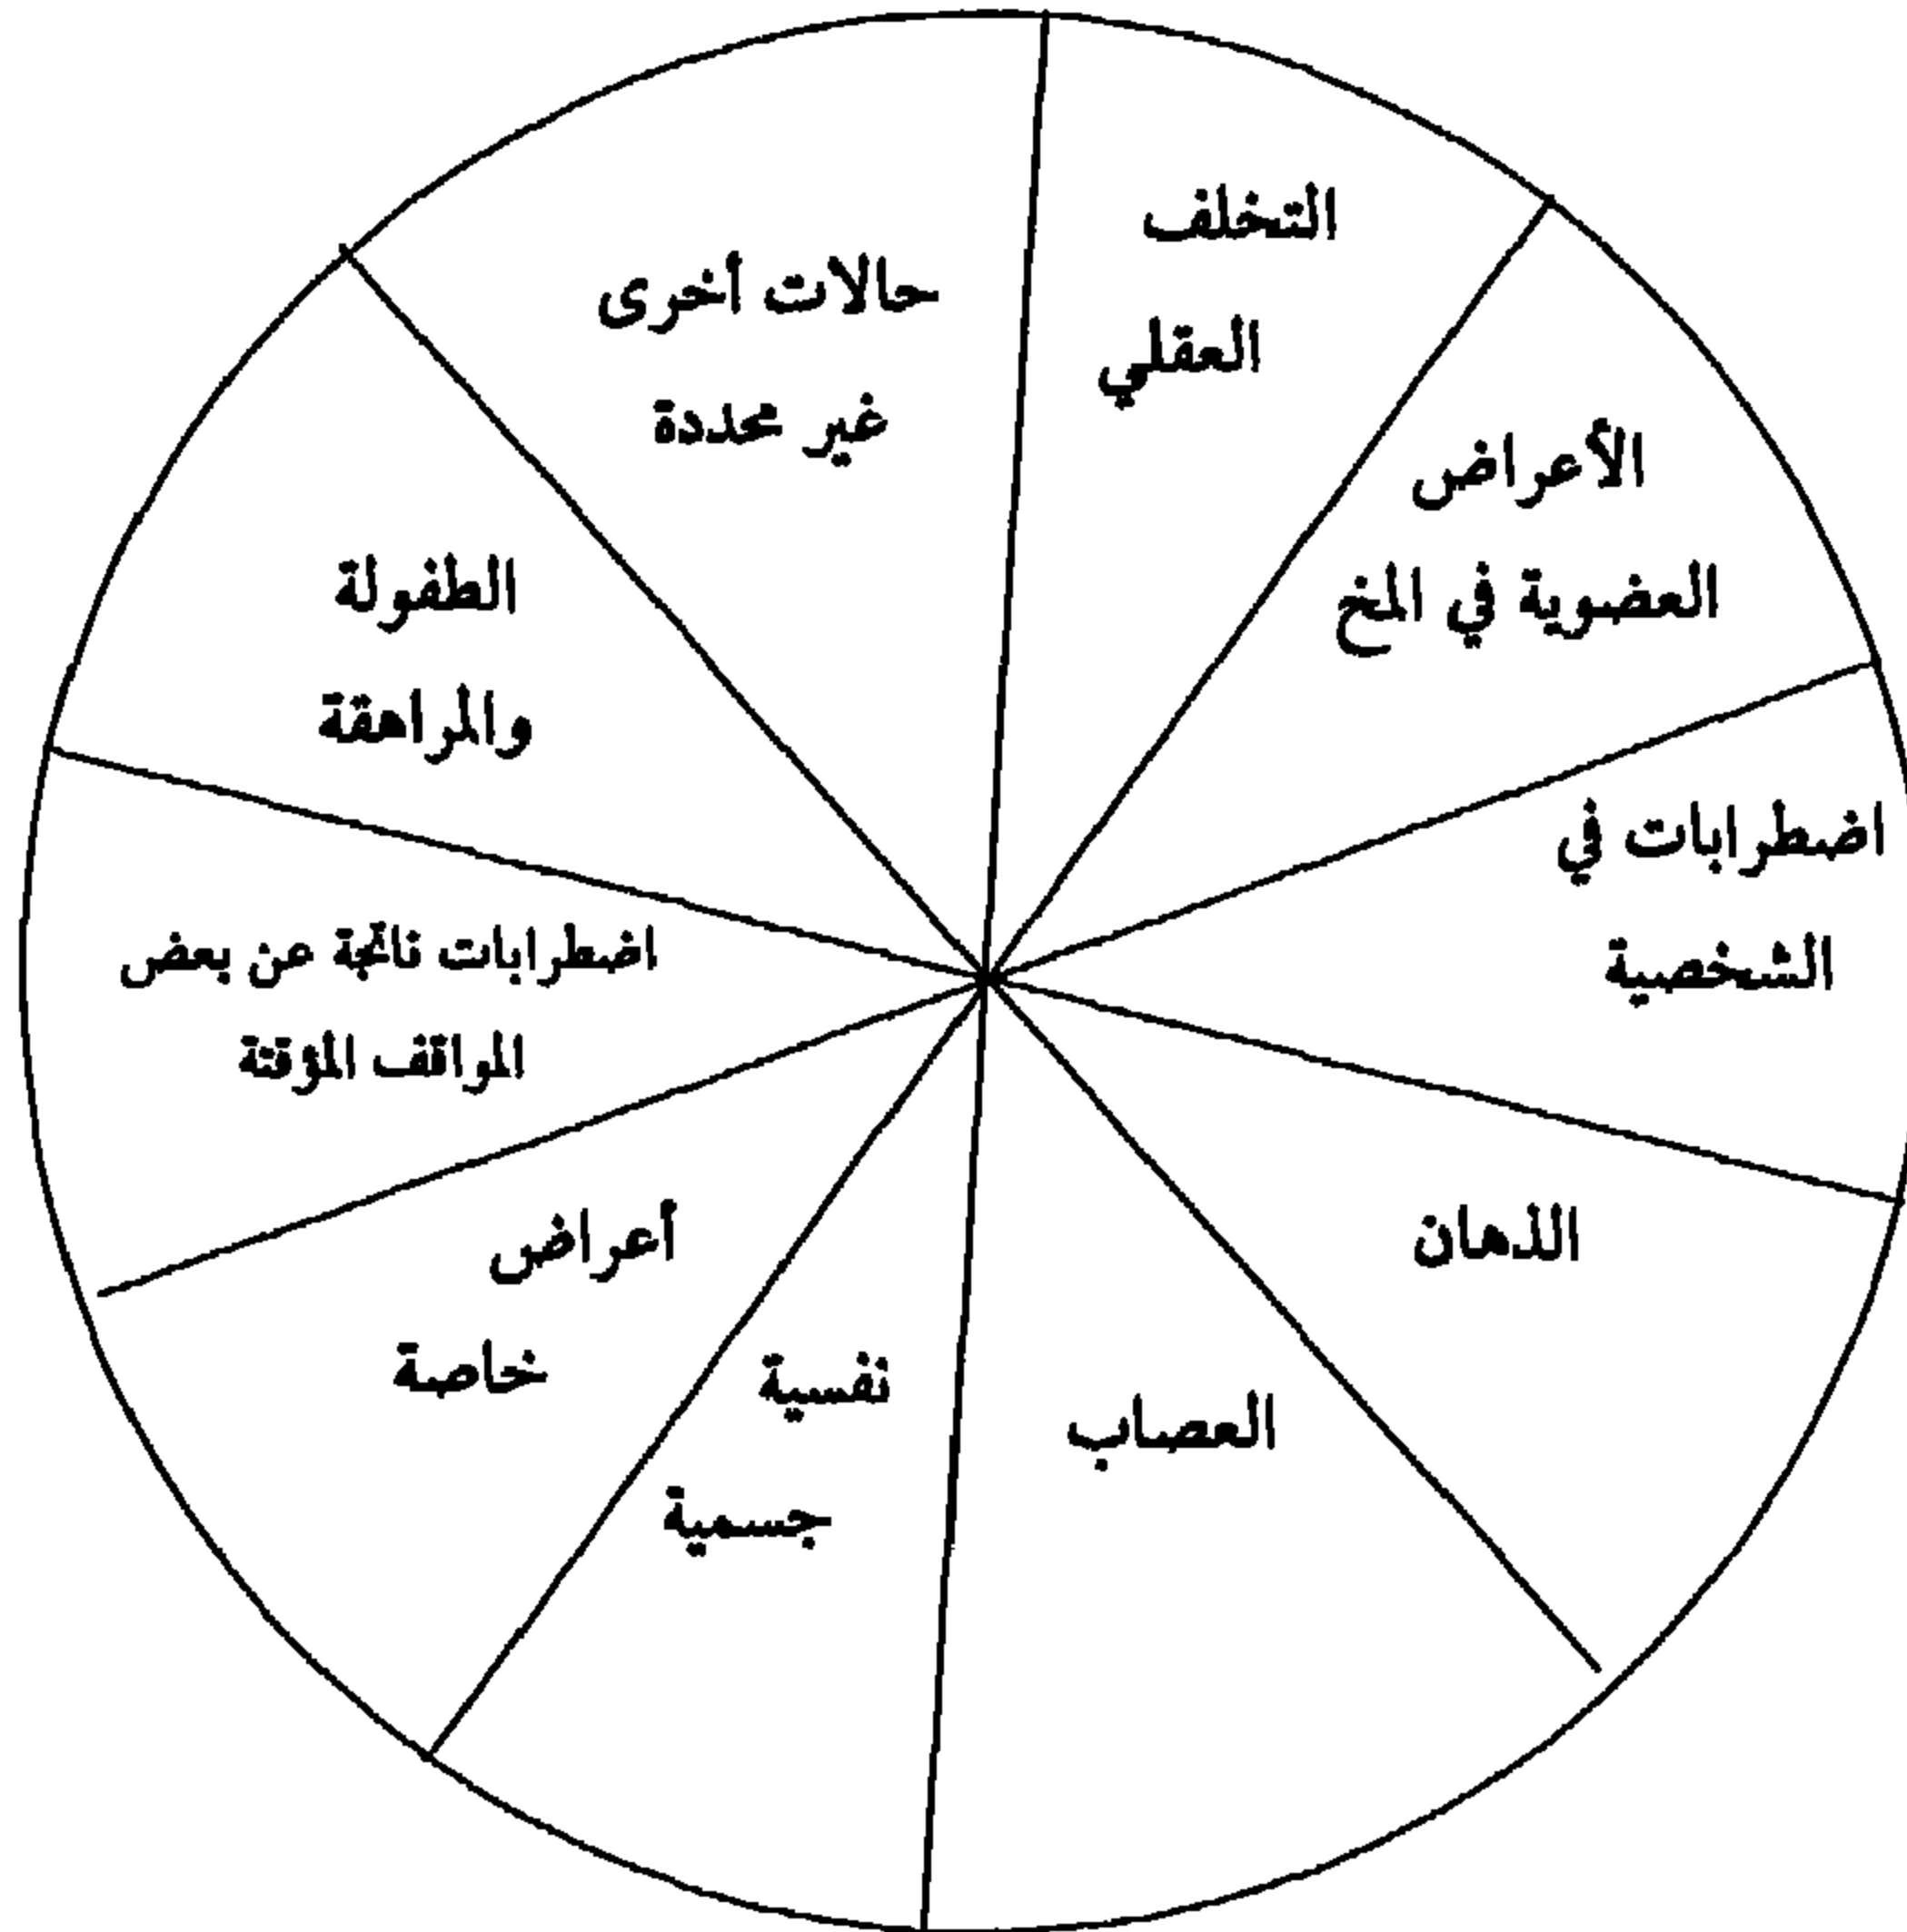 التخلف
العقلي
الأعراض
العضوية في المخ
اضطرابات في
الشخصية
الذهان
العصاب
نفسية
جسمية
أعراض
خاصة
اضطرابات ناتجة من بعض
المواقف المؤقتة
الطفولة
والمراهقة
حالات أخرى
غير محددة